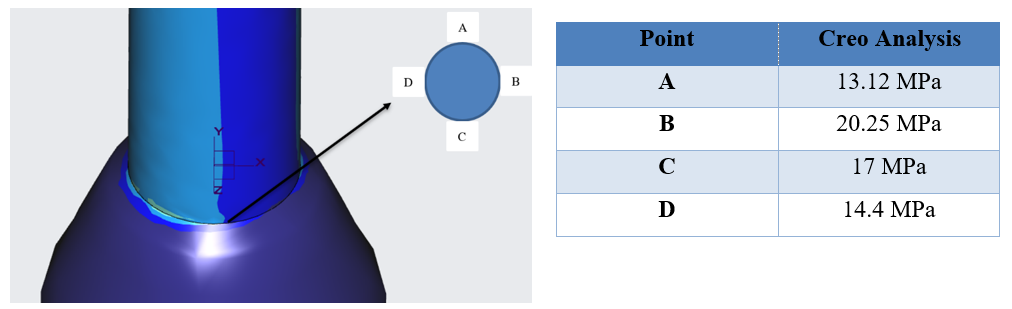 A
D
B
C
Y
X
Z
Point Creo Analysis
A 13.12 MPa
B 20.25 MPa
C 17 MPa
D 14.4 MPa